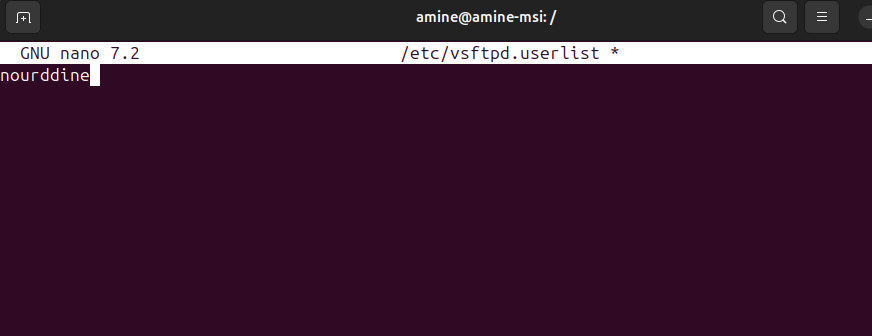 amine@amine-msi: /
GNU nano 7.2 /etc/vsftpd.userlist *
nourddine